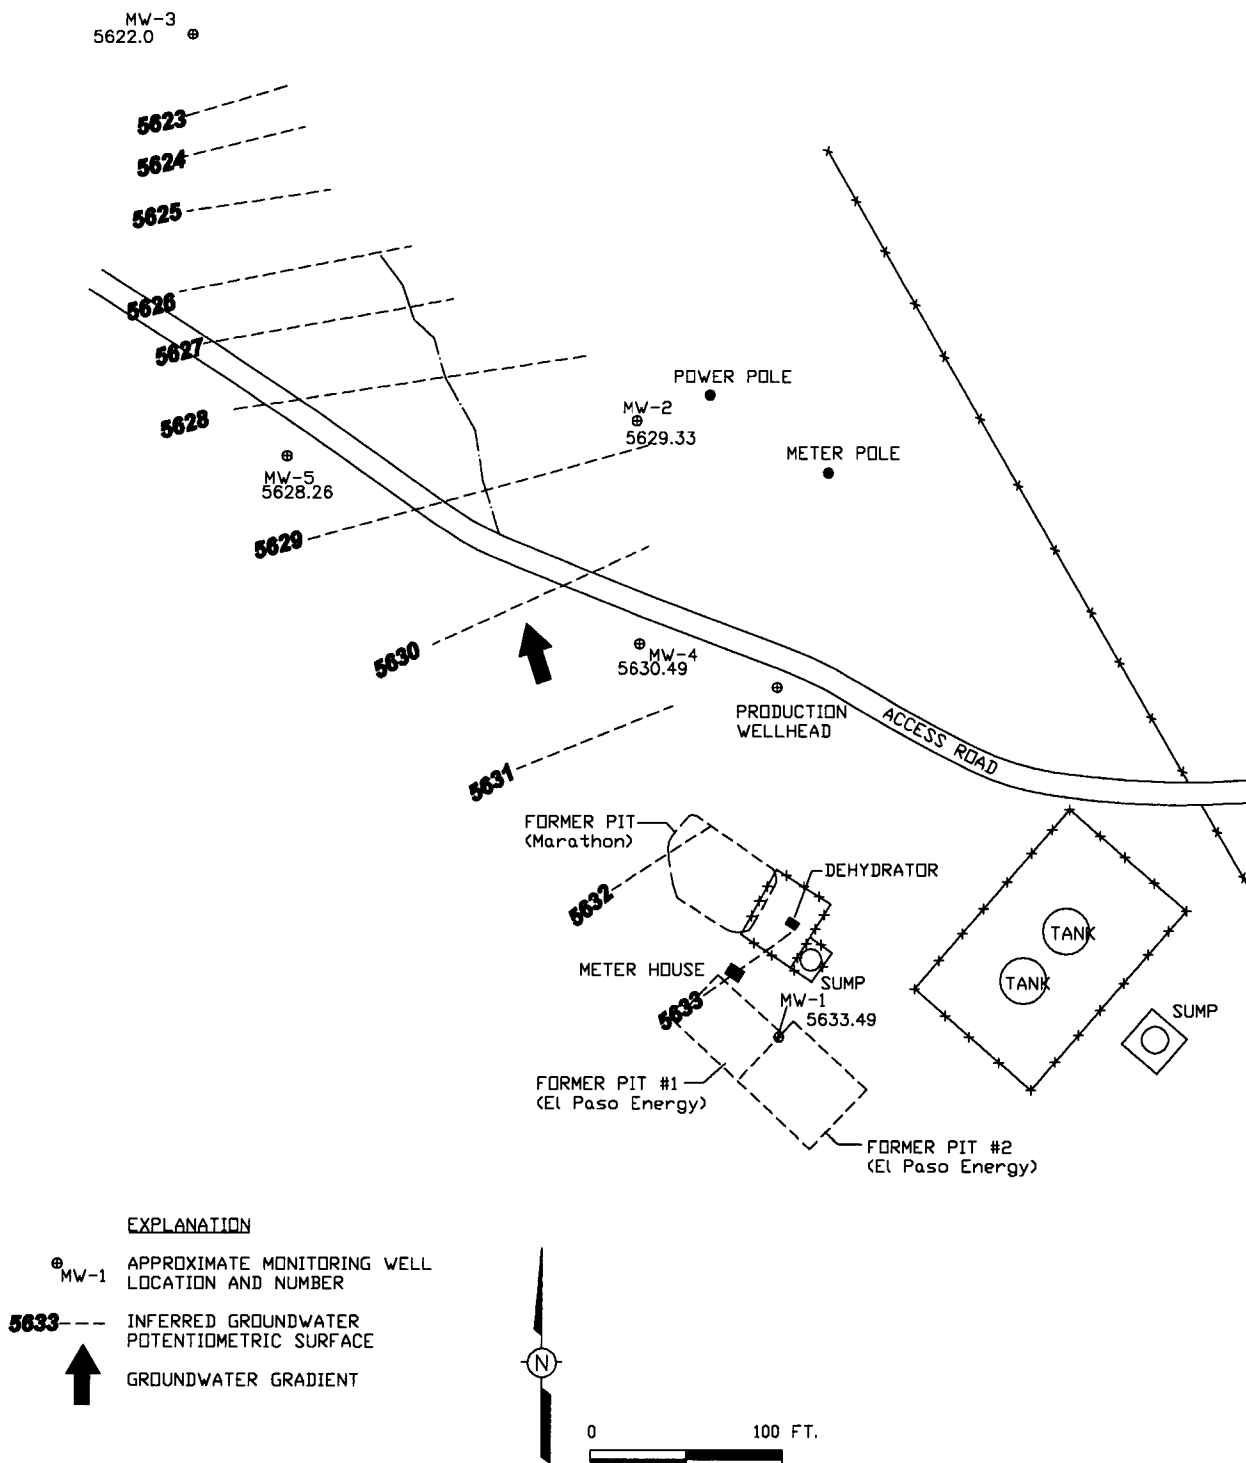 MW-3
5622.0
5623
5624
5625
5626
5627
5628
POWER POLE
MW-2
5629.33
METER POLE
MW-5
5628.26
5629
5630
MW-4
5630.49
PRODUCTION
WELLHEAD
ACCESS ROAD
5631
FORMER PIT
(Marathon)
DEHYDRATOR
5632
TANK
METER HOUSE
SUMP
TANK
MW-1
5633
5633.49
SUMP
FORMER PIT #1
(El Paso Energy)
FORMER PIT #2
(El Paso Energy)
EXPLANATION
MW-1
APPROXIMATE MONITORING WELL
LOCATION AND NUMBER
5633
INFERRED GROUNDWATER
POTENTIOMETRIC SURFACE
GROUNDWATER GRADIENT
N
0 100 FT.